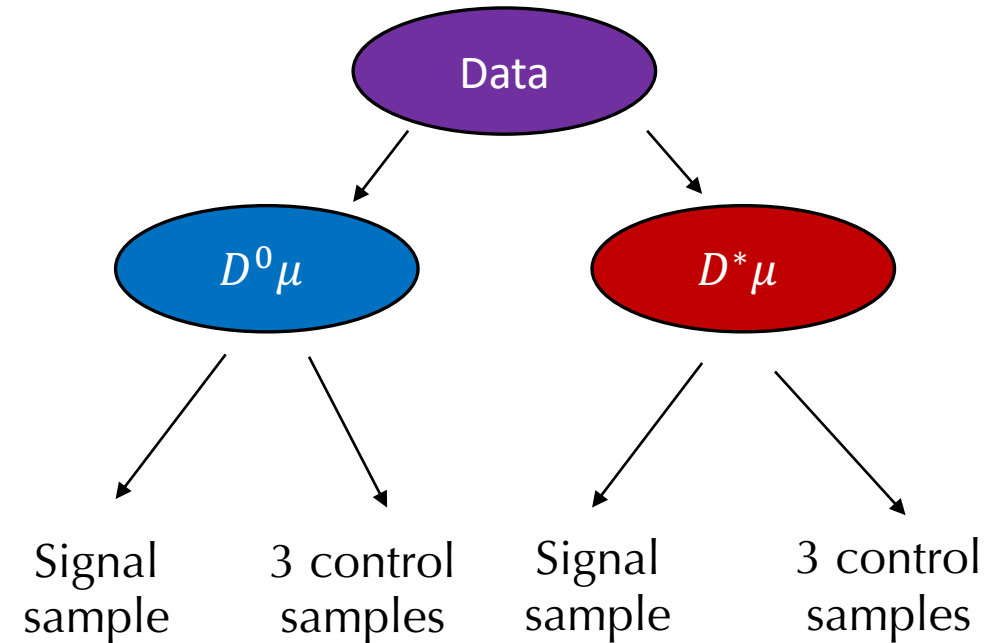 Data
D⁰μ
D*μ
Signal
sample
3 control
samples
Signal
sample
3 control
samples